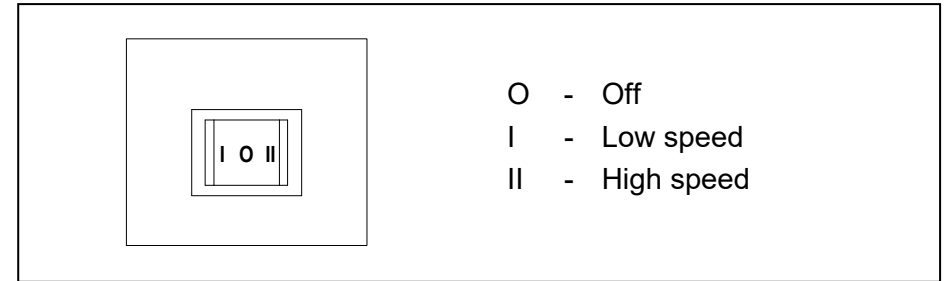 I O II
O - Off
I - Low speed
II - High speed